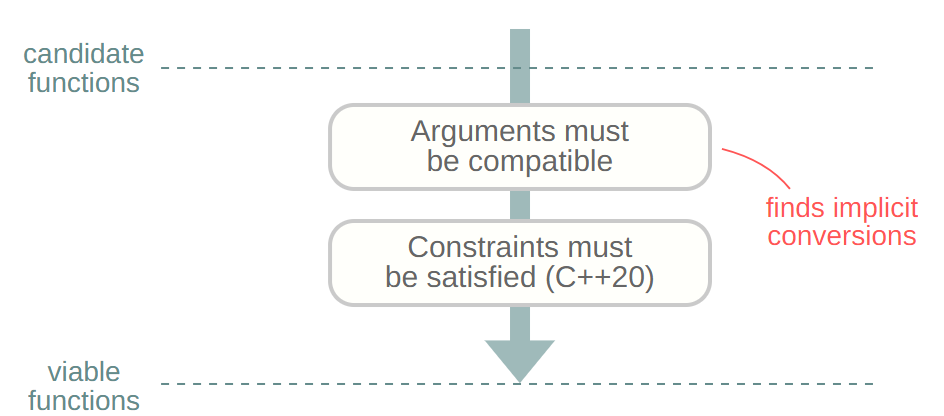 candidate
functions
Arguments must
be compatible
finds implicit
conversions
Constraints must
be satisfied (C++20)
viable
functions